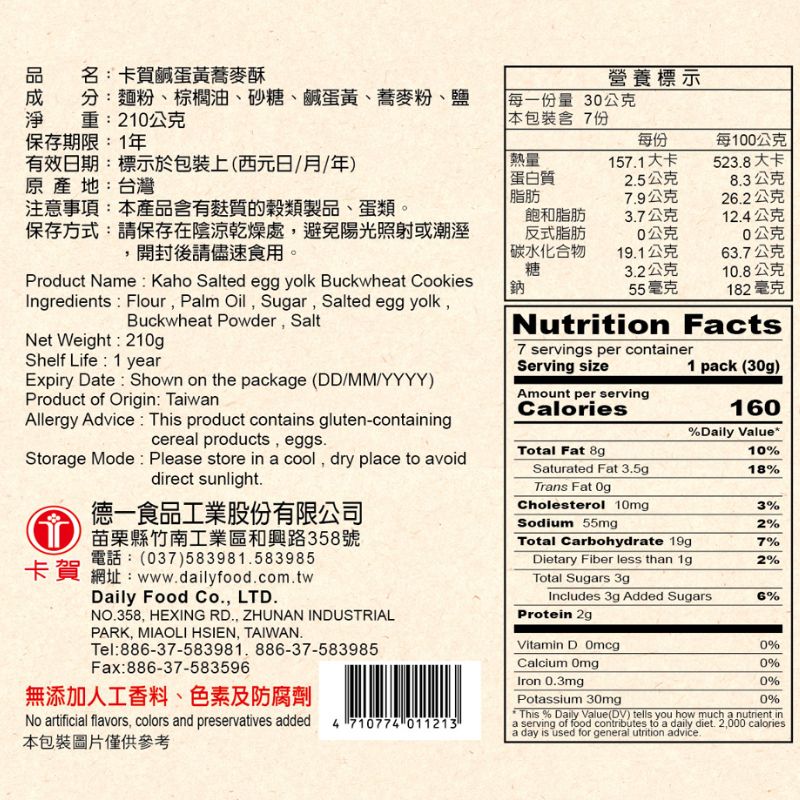 品　　名：卡賀鹹蛋黃蕎麥酥
成　　分：麵粉、棕櫚油、砂糖、鹹蛋黃、蕎麥粉、鹽
淨　　重：210公克
保存期限：1年
有效日期：標示於包裝上(西元日/月/年)
原 產 地：台灣
注意事項：本產品含有麩質的穀類製品、蛋類。
保存方式：請保存在陰涼乾燥處，避免陽光照射或潮溼
，開封後請儘速食用。
Product Name : Kaho Salted egg yolk Buckwheat Cookies
Ingredients : Flour , Palm Oil , Sugar , Salted egg yolk ,
Buckwheat Powder , Salt
Net Weight : 210g
Shelf Life : 1 year
Expiry Date : Shown on the package (DD/MM/YYYY)
Product of Origin: Taiwan
Allergy Advice : This product contains gluten-containing
cereal products , eggs.
Storage Mode : Please store in a cool , dry place to avoid
direct sunlight.
卡賀
德一食品工業股份有限公司
苗栗縣竹南工業區和興路358號
電話：(037)583981.583985
網址：www.dailyfood.com.tw
Daily Food Co., LTD.
NO.358, HEXING RD., ZHUNAN INDUSTRIAL
PARK, MIAOLI HSIEN, TAIWAN.
Tel:886-37-583981. 886-37-583985
Fax:886-37-583596
無添加人工香料、色素及防腐劑
No artificial flavors, colors and preservatives added
本包裝圖片僅供參考
4 710774 011213
營養標示
每一份量 30公克
本包裝含 7份
每份 每100公克
熱量 157.1大卡 523.8大卡
蛋白質 2.5公克 8.3公克
脂肪 7.9公克 26.2公克
飽和脂肪 3.7公克 12.4公克
反式脂肪 0公克 0公克
碳水化合物 19.1公克 63.7公克
糖 3.2公克 10.8公克
鈉 55毫克 182毫克
Nutrition Facts
7 servings per container
Serving size 1 pack (30g)
Amount per serving
Calories 160
%Daily Value*
Total Fat 8g 10%
Saturated Fat 3.5g 18%
Trans Fat 0g
Cholesterol 10mg 3%
Sodium 55mg 2%
Total Carbohydrate 19g 7%
Dietary Fiber less than 1g 2%
Total Sugars 3g
Includes 3g Added Sugars 6%
Protein 2g
Vitamin D 0mcg 0%
Calcium 0mg 0%
Iron 0.3mg 0%
Potassium 30mg 0%
* This % Daily Value(DV) tells you how much a nutrient in
a serving of food contributes to a daily diet. 2,000 calories
a day is used for general utrition advice.